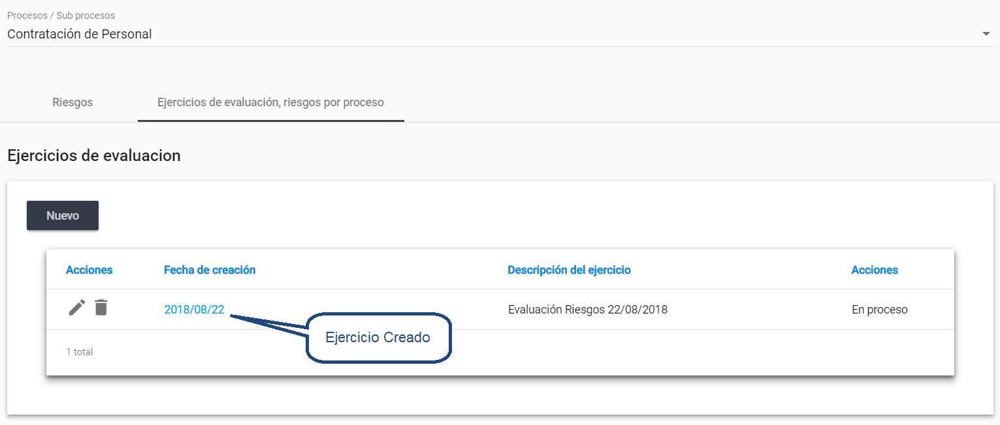 Procesos / Sub procesos
Contratación de Personal
Riesgos
Ejercicios de evaluación, riesgos por proceso
Ejercicios de evaluacion
Nuevo
Acciones Fecha de creación Descripción del ejercicio Acciones
2018/08/22 Evaluación Riesgos 22/08/2018 En proceso
Ejercicio Creado
1 total